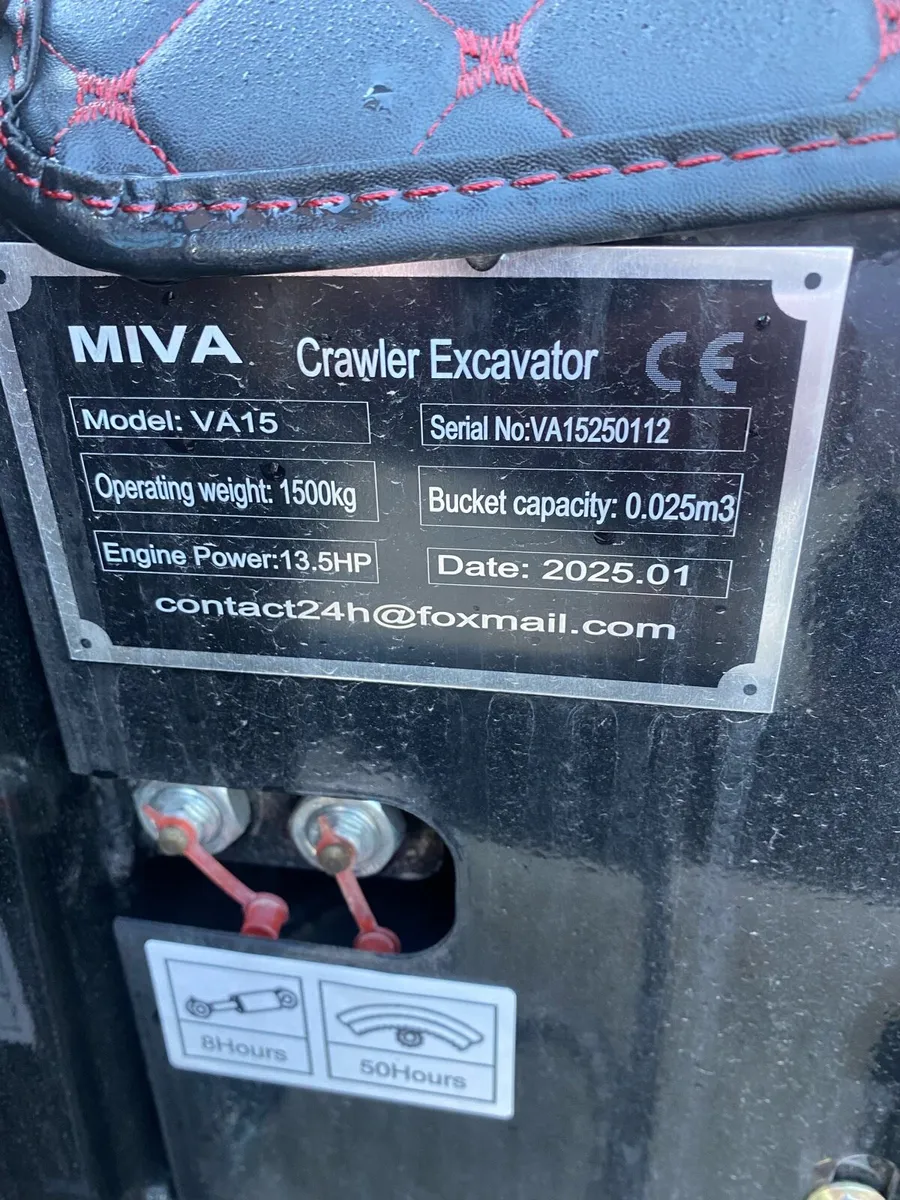 MIVA
Crawler Excavator CE
Model: VA15
Serial No:VA15250112
Operating weight: 1500kg
Bucket capacity: 0.025m3
Engine Power:13.5HP
Date: 2025.01
contact24h@foxmail.com
8Hours
50Hours